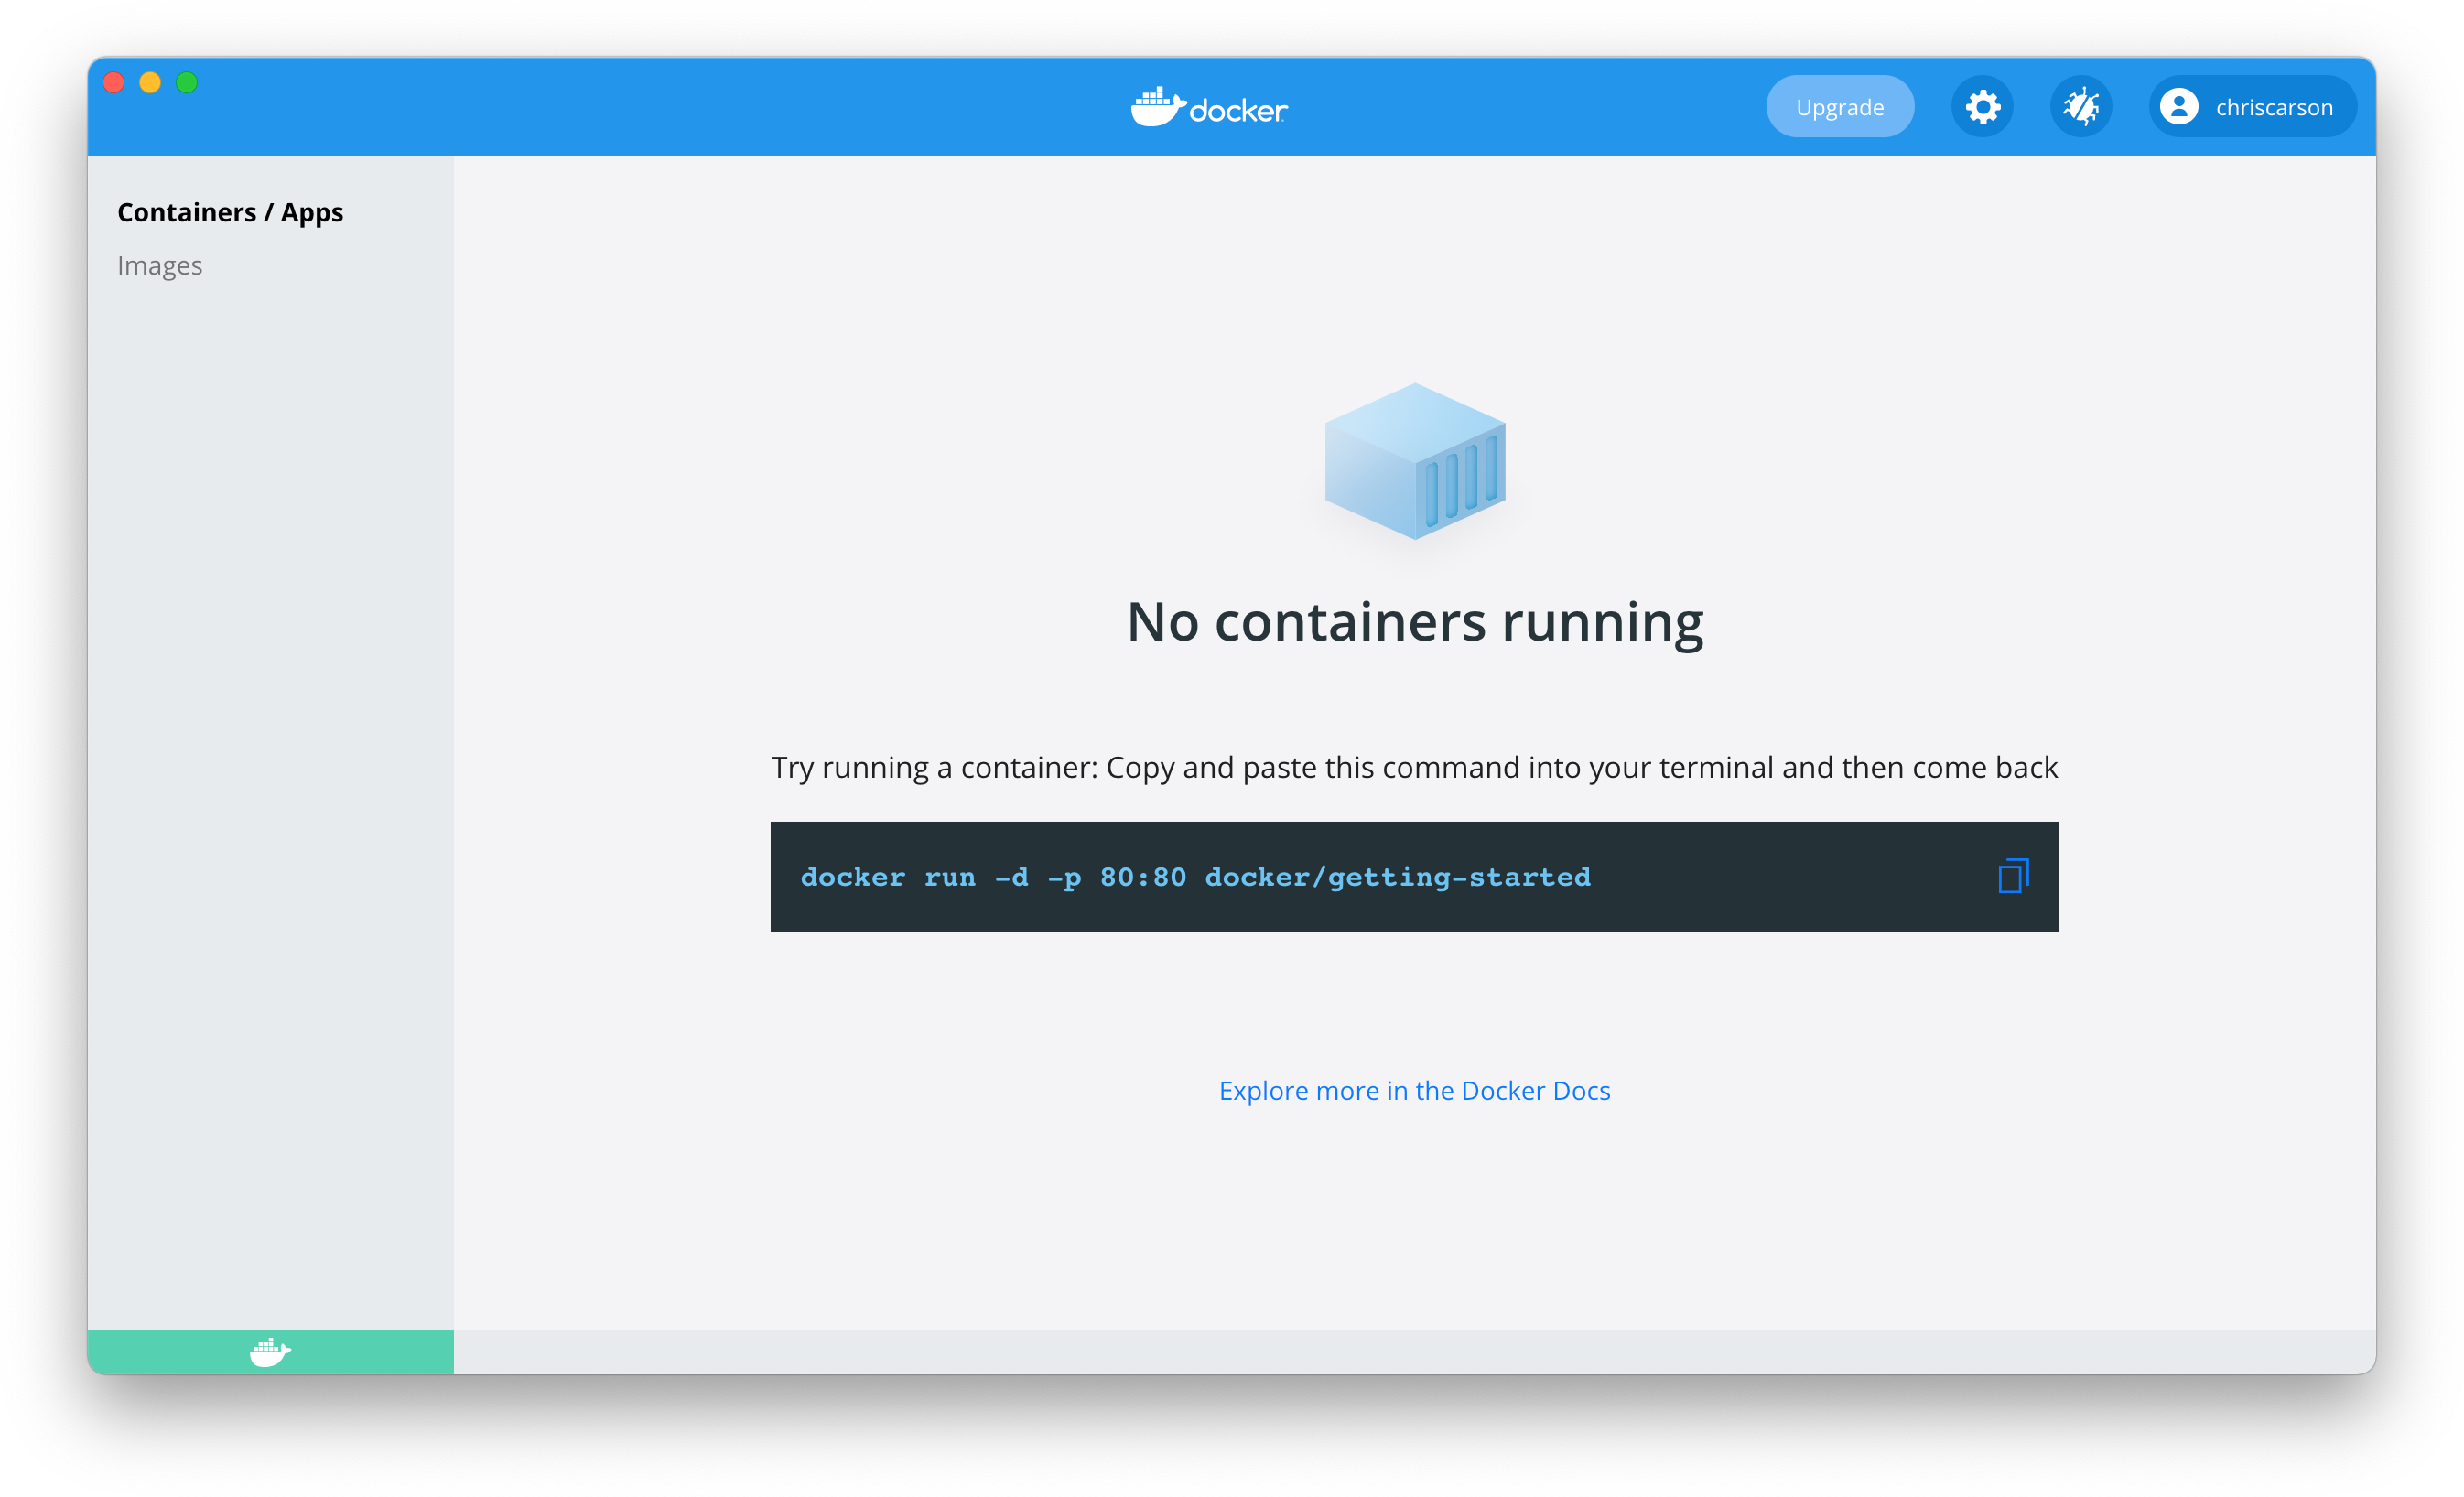 docker
Upgrade
chriscarson
Containers / Apps
Images
No containers running
Try running a container: Copy and paste this command into your terminal and then come back
docker run -d -p 80:80 docker/getting-started
Explore more in the Docker Docs